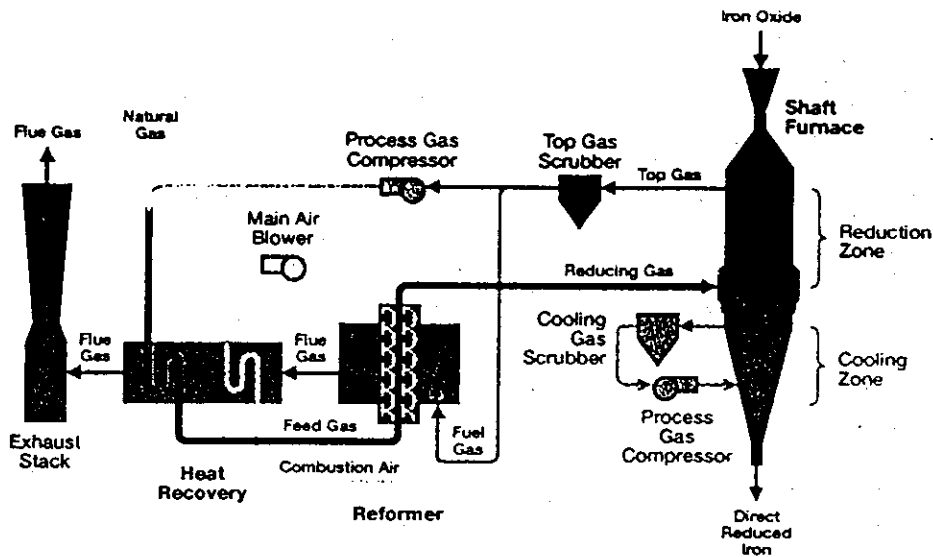 Iron Oxide
Shaft
Furnace
Natural
Gas
Flue Gas
Process Gas
Compressor
Top Gas
Scrubber
Top Gas
Main Air
Blower
Reduction
Zone
Reducing Gas
Cooling
Gas
Scrubber
Flue
Gas
Flue
Gas
Cooling
Zone
Process Gas
Compressor
Feed Gas
Fuel
Gas
Exhaust
Stack
Combustion Air
Heat
Recovery
Reformer
Direct
Reduced
Iron